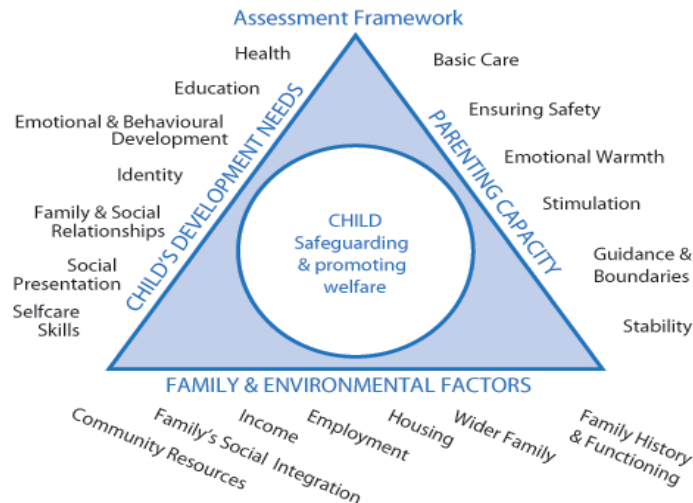 Assessment Framework
Health
Education
Emotional & Behavioural
Development
Identity
Family & Social
Relationships
Social
Presentation
Selfcare
Skills
CHILD'S DEVELOPMENT NEEDS
CHILD
Safeguarding
& promoting
welfare
PARENTING CAPACITY
Basic Care
Ensuring Safety
Emotional Warmth
Stimulation
Guidance &
Boundaries
Stability
FAMILY & ENVIRONMENTAL FACTORS
Community Resources
Family's Social Integration
Income
Employment
Housing
Wider Family
Family History
& Functioning